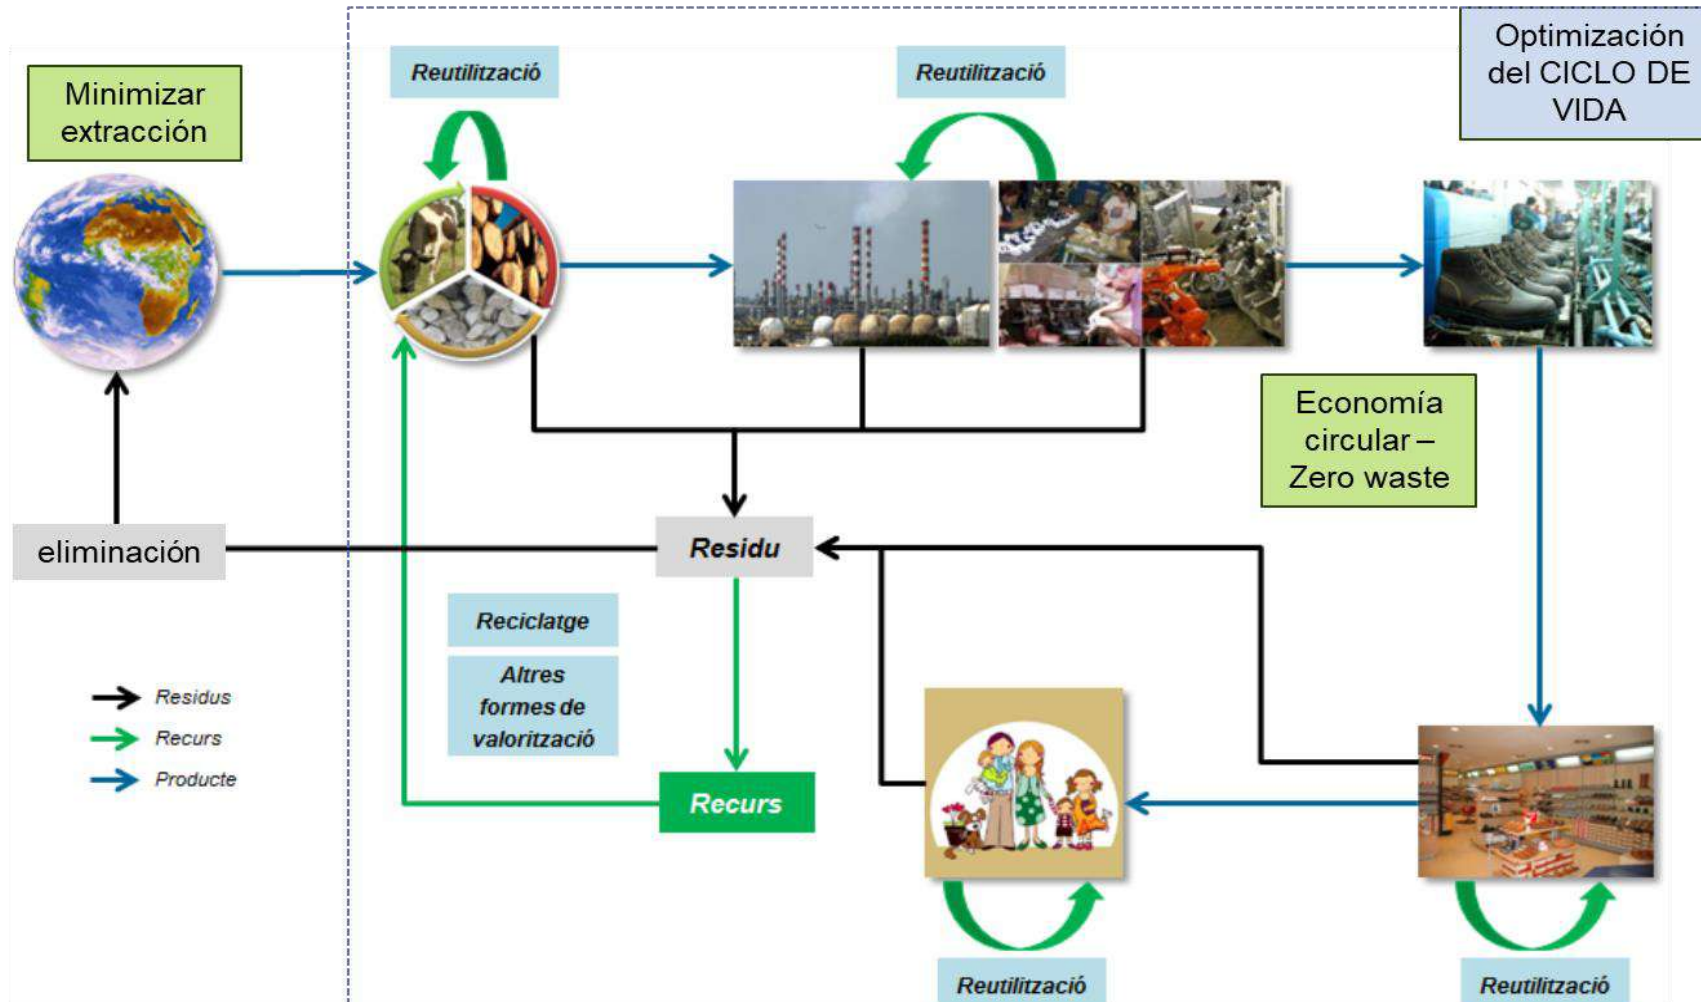 Reutilització
Reutilització
Optimización
del CICLO DE
VIDA
Minimizar
extracción
Economía
circular –
Zero waste
eliminación
Residu
Reciclatge
Altres
formes de
valorització
Residus
Recurs
Producte
Recurs
Reutilització
Reutilització